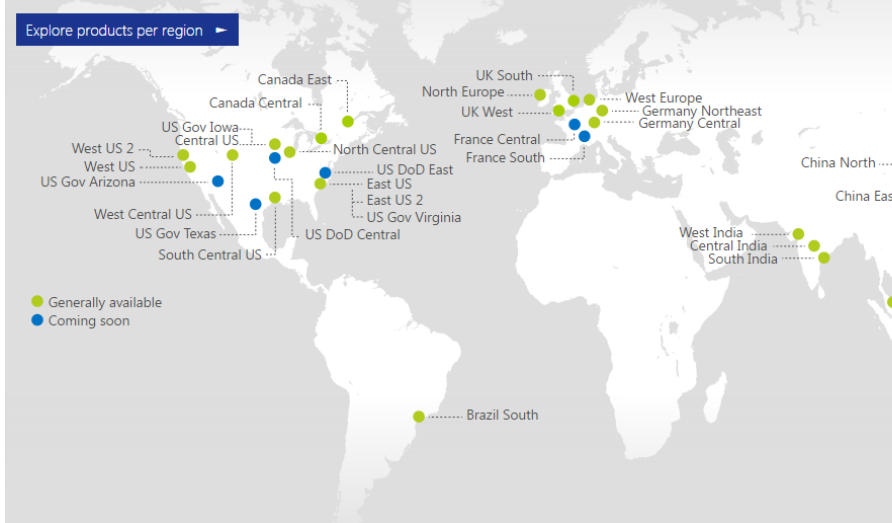 Explore products per region ►
Canada East
Canada Central
US Gov Iowa
Central US
West US 2
West US
US Gov Arizona
North Central US
US DoD East
East US
East US 2
US Gov Virginia
West Central US
US Gov Texas
US DoD Central
South Central US
UK South
North Europe
UK West
West Europe
Germany Northeast
Germany Central
France Central
France South
China North
China Eas
West India
Central India
South India
Generally available
Coming soon
Brazil South